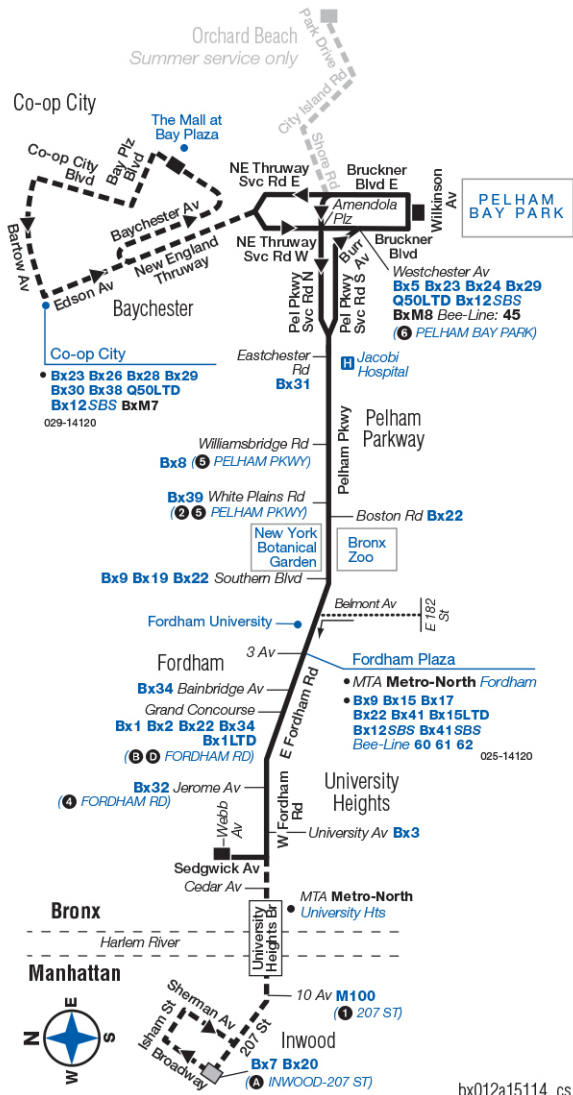 Orchard Beach
Summer service only
Park Drive
City Island Rd
Shore Rd
Co-op City
The Mall at
Bay Plaza
Co-op City
Blvd
Bay Plz
Blvd
Bartow Av
Baychester Av
New England
Thruway
Edson Av
Baychester
NE Thruway
Svc Rd E
Bruckner
Blvd E
Amendola
Plz
Wilkinson
Av
PELHAM
BAY PARK
NE Thruway
Svc Rd W
Bruckner
Blvd
Burr
Av
Pel Pkwy
Svc Rd N
Pel Pkwy
Svc Rd S
Westchester Av
Bx5 Bx23 Bx24 Bx29
Q50LTD Bx12SBS
BxM8 Bee-Line: 45
(6 PELHAM BAY PARK)
Co-op City
• Bx23 Bx26 Bx28 Bx29
Bx30 Bx38 Q50LTD
Bx12SBS BxM7
029-14120
Eastchester
Rd
Bx31
H Jacobi
Hospital
Pelham
Parkway
Williamsbridge Rd
Bx8 (5 PELHAM PKWY)
Pelham Pkwy
Bx39 White Plains Rd
(2 5 PELHAM PKWY)
Boston Rd Bx22
New York
Botanical
Garden
Bronx
Zoo
Bx9 Bx19 Bx22 Southern Blvd
Belmont Av
E 182
St
Fordham University
3 Av
Fordham Plaza
• MTA Metro-North Fordham
• Bx9 Bx15 Bx17
Bx22 Bx41 Bx15LTD
Bx12SBS Bx41SBS
Bee-Line 60 61 62
025-14120
Fordham
Bx34 Bainbridge Av
Grand Concourse
Bx1 Bx2 Bx22 Bx34
Bx1LTD
(B D FORDHAM RD)
E Fordham Rd
Bx32 Jerome Av
(4 FORDHAM RD)
University
Heights
W Fordham
Rd
Webb
Av
University Av Bx3
Sedgwick Av
Cedar Av
• MTA Metro-North
University Hts
University
Heights Br
Bronx
Harlem River
Manhattan
N
E
S
W
10 Av M100
(1 207 ST)
Sherman Av
Isham St
207 St
Broadway
Inwood
Bx7 Bx20
(A INWOOD-207 ST)
bx012a15114_cs